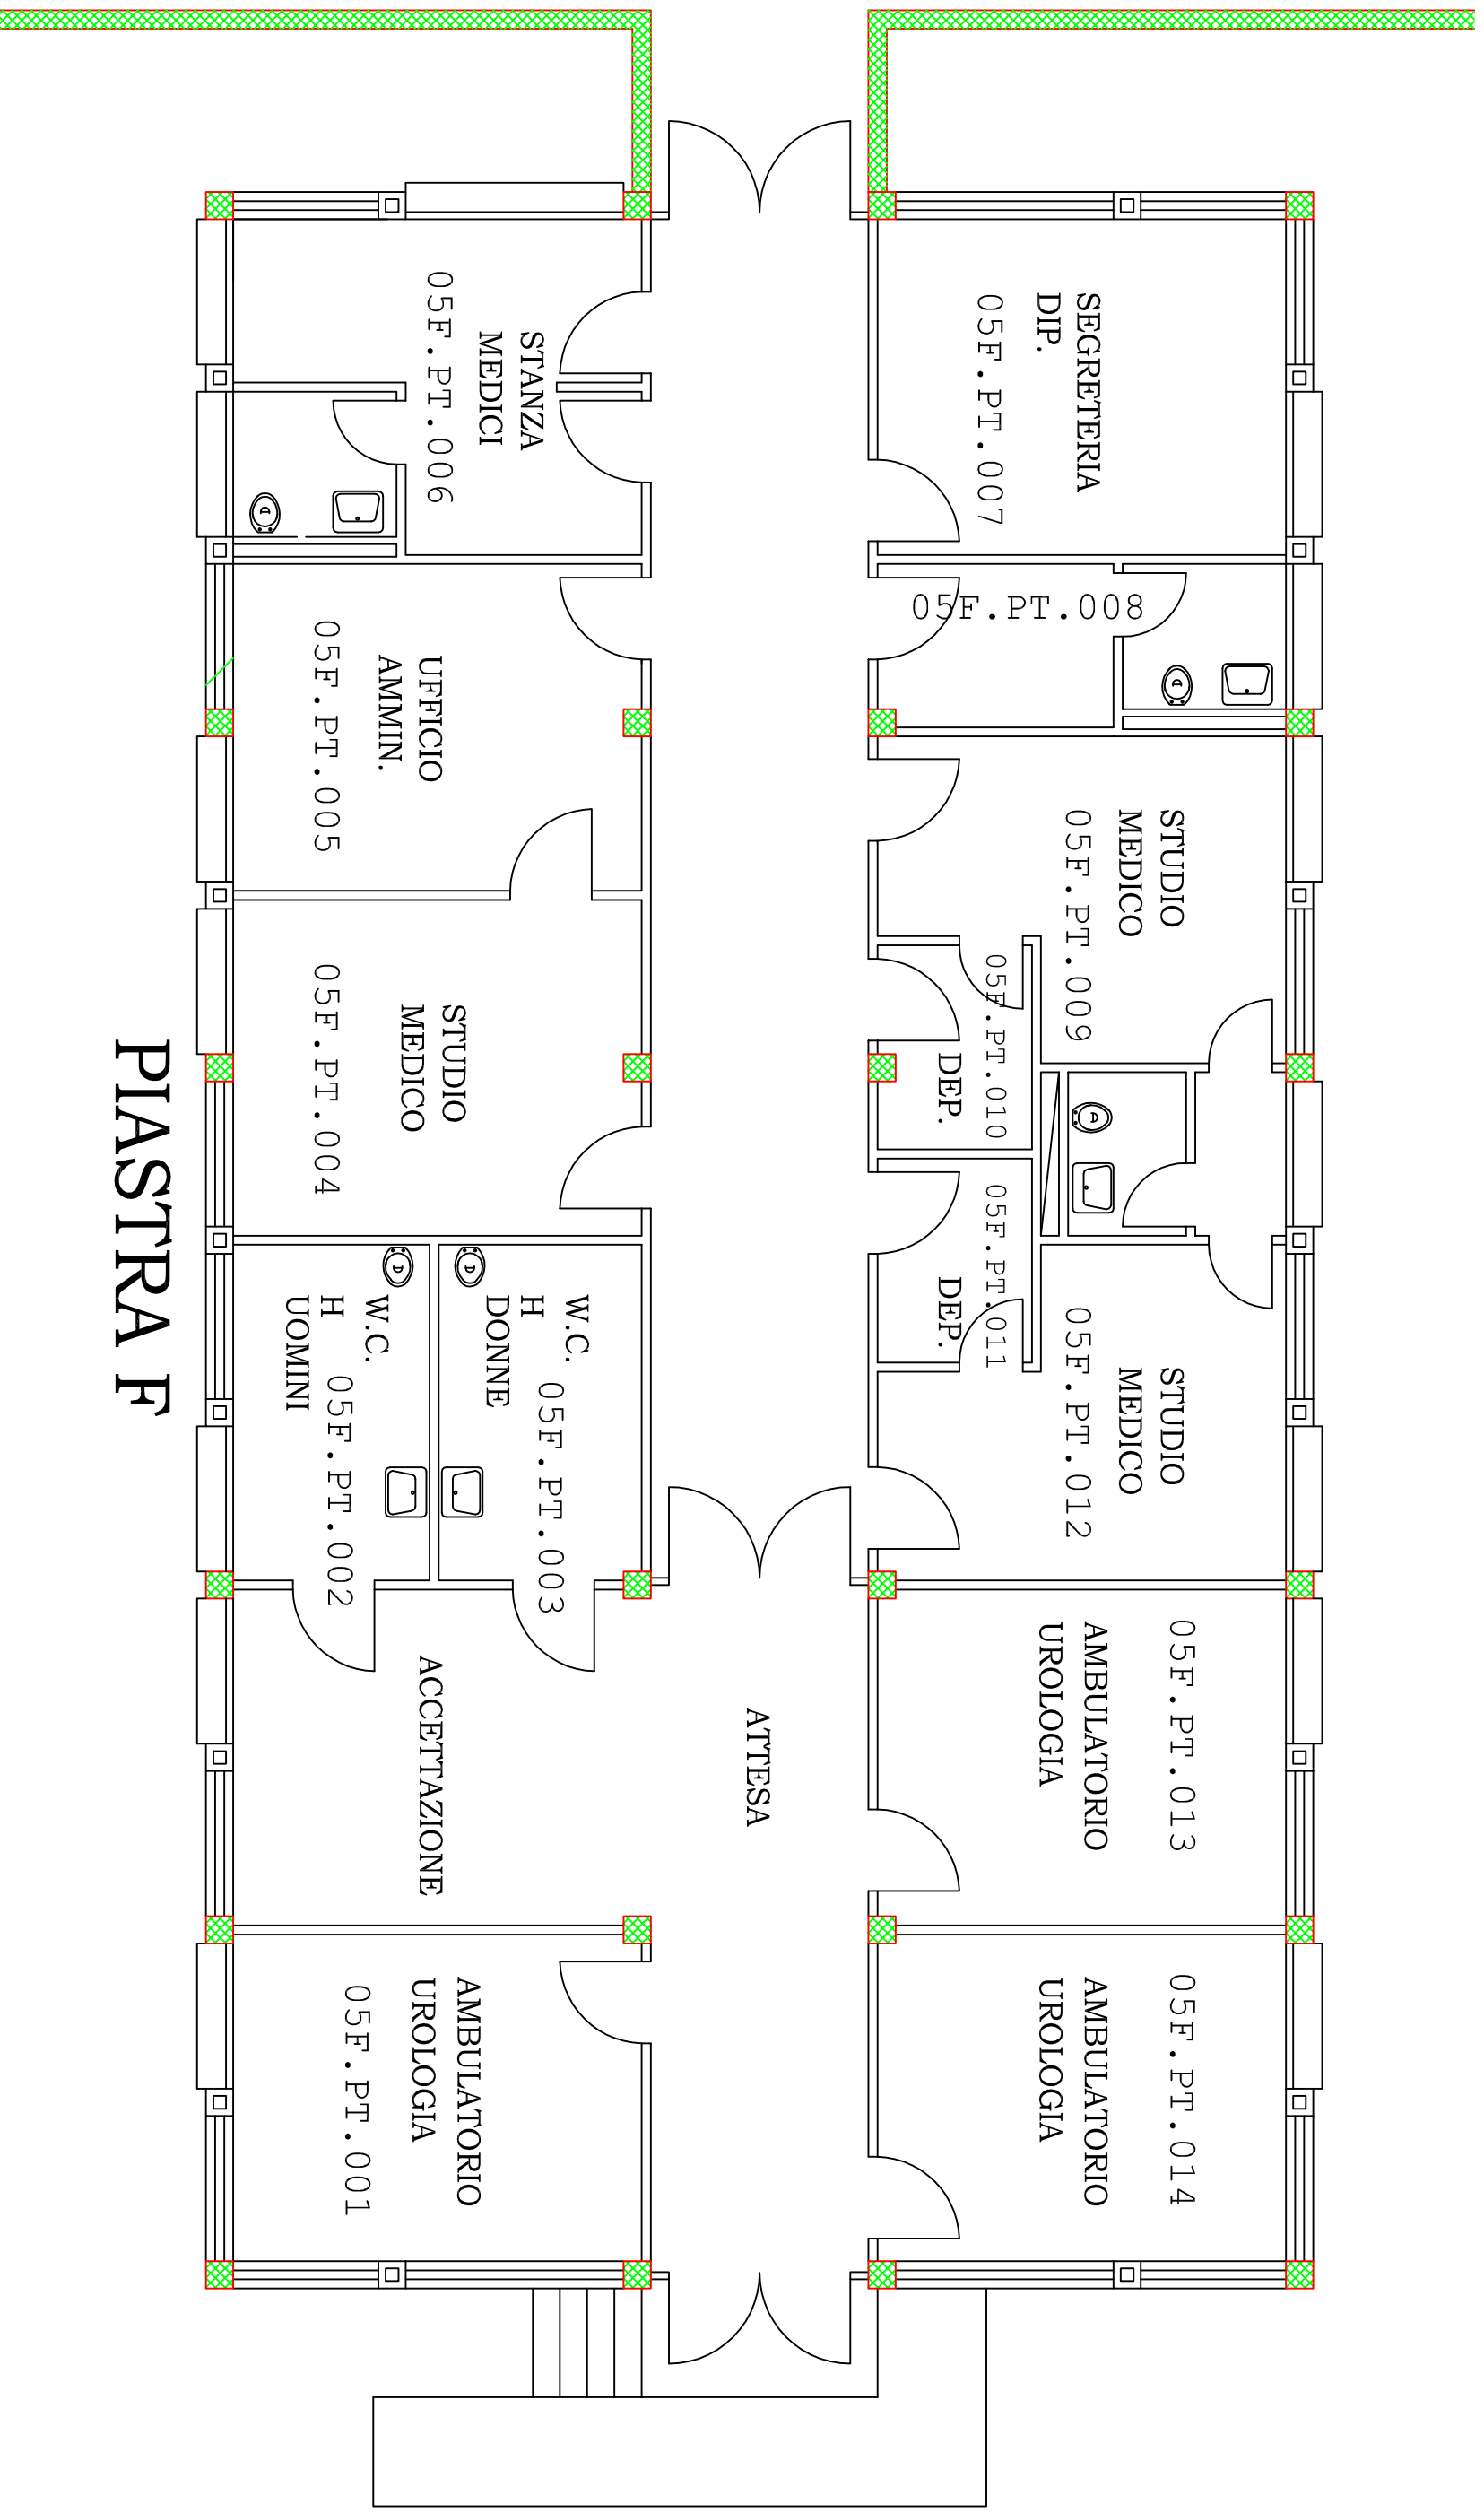 SEGRETERIA
DIP.
05F.PT.007
STANZA
MEDICI
05F.PT.006
05F.PT.008
UFFICIO
AMMIN.
05F.PT.005
STUDIO
MEDICO
05F.PT.009
05F.PT.010
DEP.
STUDIO
MEDICO
05F.PT.004
PIASTRA F
05F.PT.011
DEP.
W.C.
H
DONNE
05F.PT.003
W.C.
H
UOMINI
05F.PT.002
STUDIO
MEDICO
05F.PT.012
05F.PT.013
AMBULATORIO
UROLOGIA
ATTESA
ACCETTAZIONE
05F.PT.014
AMBULATORIO
UROLOGIA
AMBULATORIO
UROLOGIA
05F.PT.001